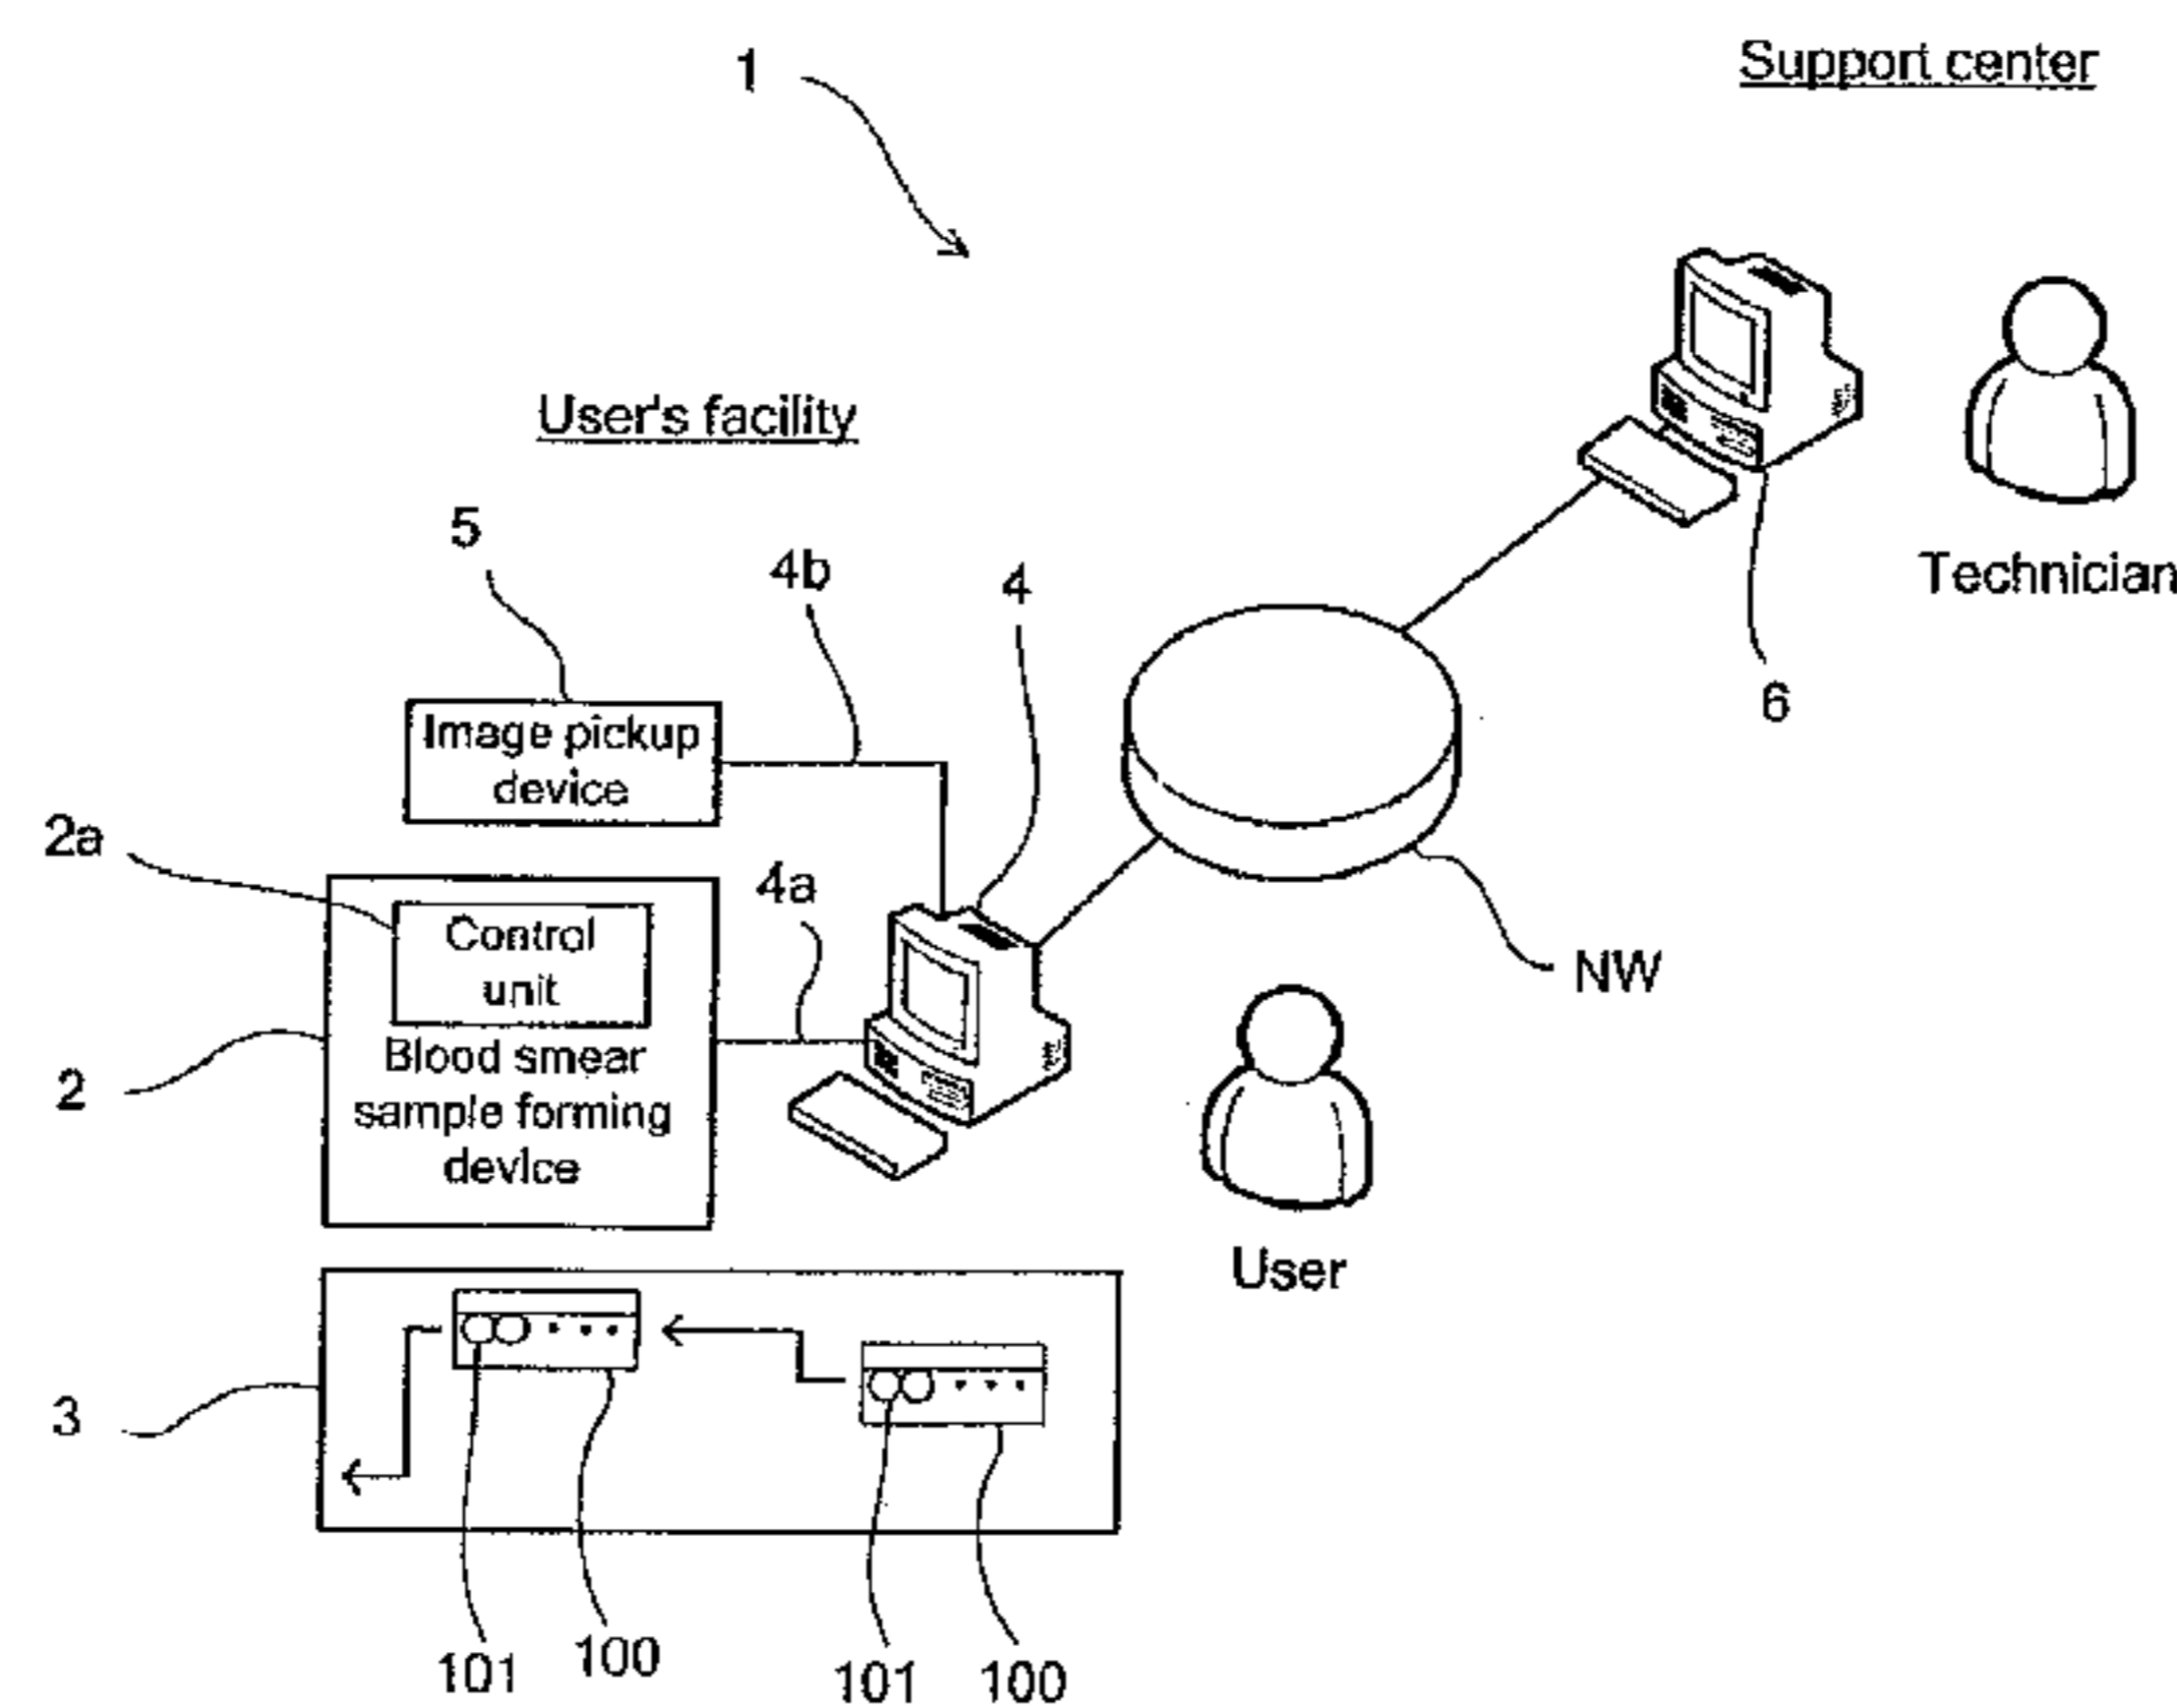 1
Support center
User's facility
5
4b
4
Technician
6
Image pickup
device
2a
4a
Control
unit
NW
2
Blood smear
sample forming
device
User
3
101
100
101
100